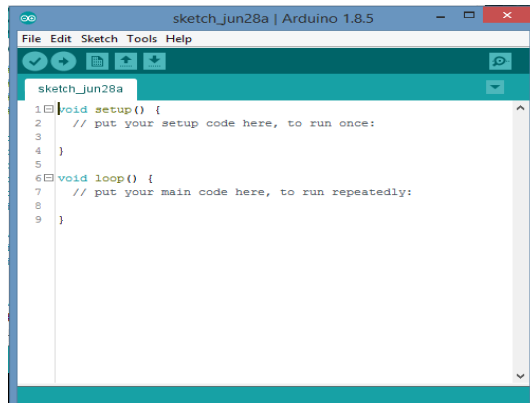 sketch_jun28a | Arduino 1.8.5
File Edit Sketch Tools Help
sketch_jun28a
1 void setup() {
2 // put your setup code here, to run once:
3
4 }
5
6 void loop() {
7 // put your main code here, to run repeatedly:
8
9 }